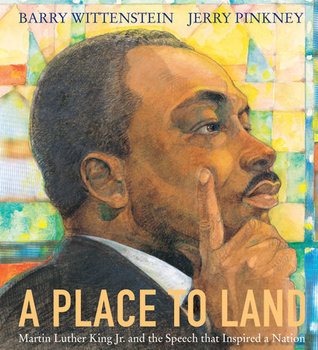 BARRY WITTENSTEIN JERRY PINKNEY
A PLACE TO LAND
Martin Luther King Jr. and the Speech that Inspired a Nation